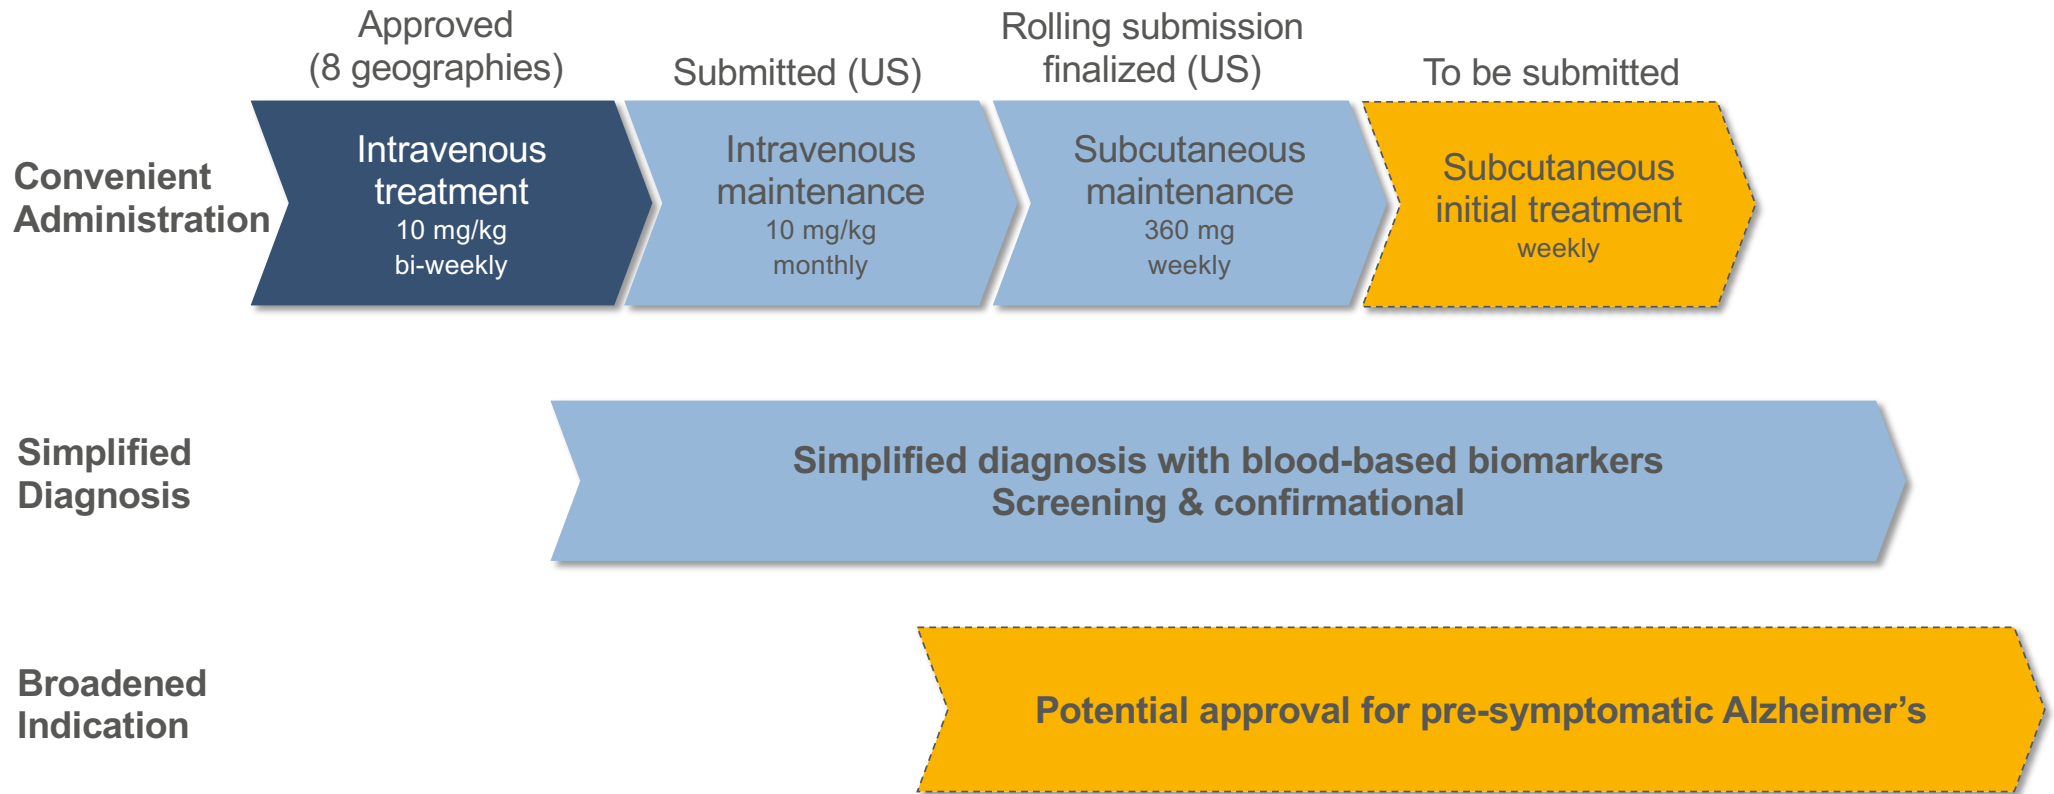 Approved
(8 geographies)
Submitted (US)
Rolling submission
finalized (US)
To be submitted
Convenient
Administration
Intravenous
treatment
10 mg/kg
bi-weekly
Intravenous
maintenance
10 mg/kg
monthly
Subcutaneous
maintenance
360 mg
weekly
Subcutaneous
initial treatment
weekly
Simplified
Diagnosis
Simplified diagnosis with blood-based biomarkers
Screening & confirmational
Broadened
Indication
Potential approval for pre-symptomatic Alzheimer's